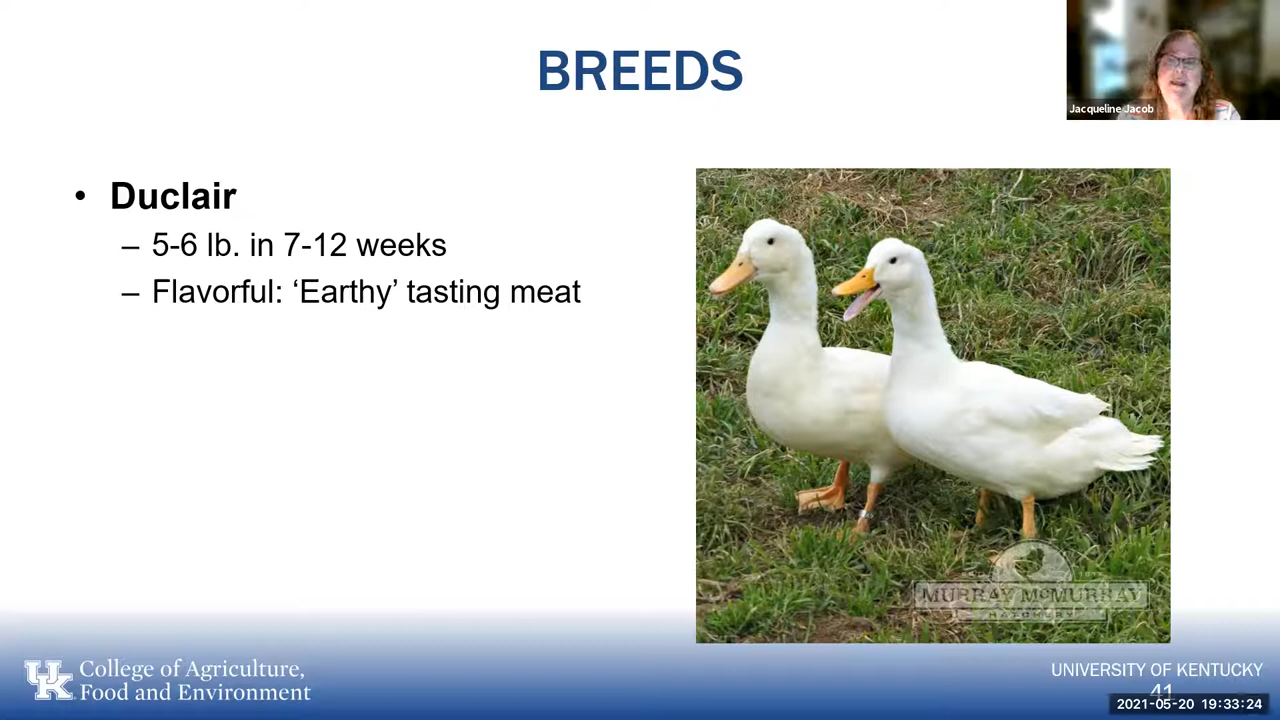 BREEDS
Jacqueline Jacob
• Duclair
– 5-6 lb. in 7-12 weeks
– Flavorful: ‘Earthy’ tasting meat
MURRAY McMURRAY
HATCHERY
UK
College of Agriculture,
Food and Environment
UNIVERSITY OF KENTUCKY
41
2021-05-20 19:33:24